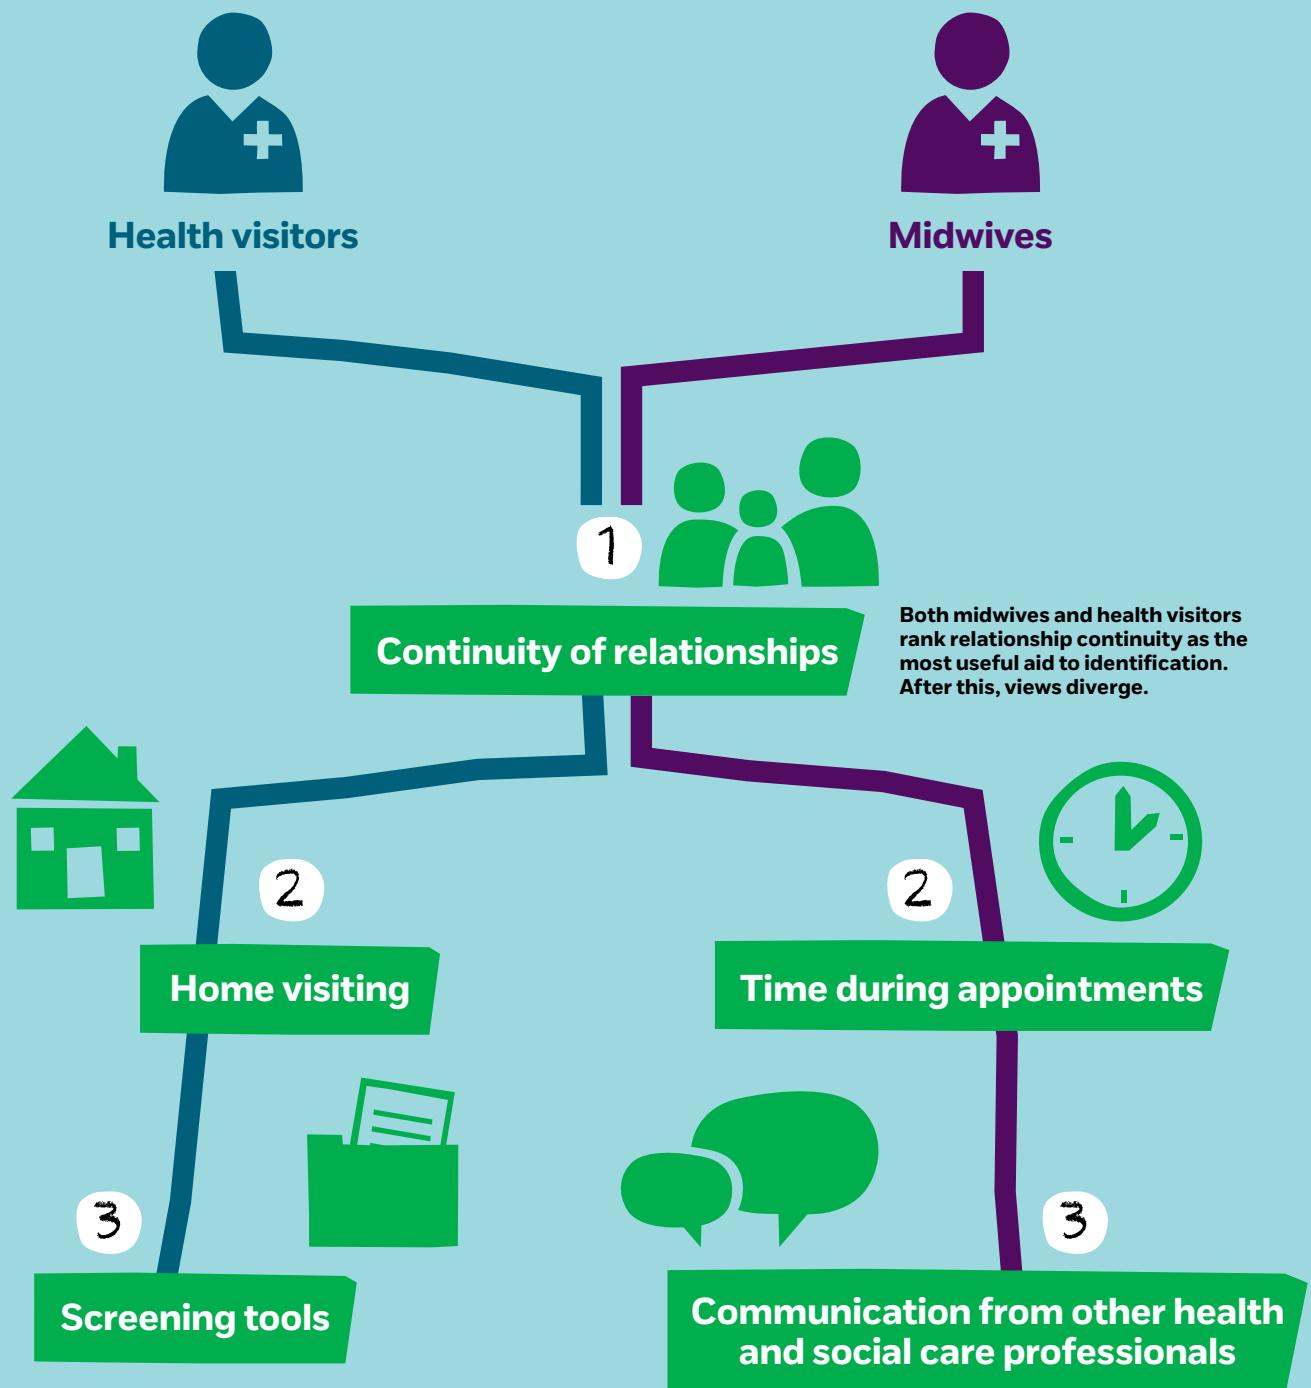 Health visitors
Midwives
1
Continuity of relationships
Both midwives and health visitors
rank relationship continuity as the
most useful aid to identification.
After this, views diverge.
2
2
Home visiting
Time during appointments
3
3
Screening tools
Communication from other health
and social care professionals